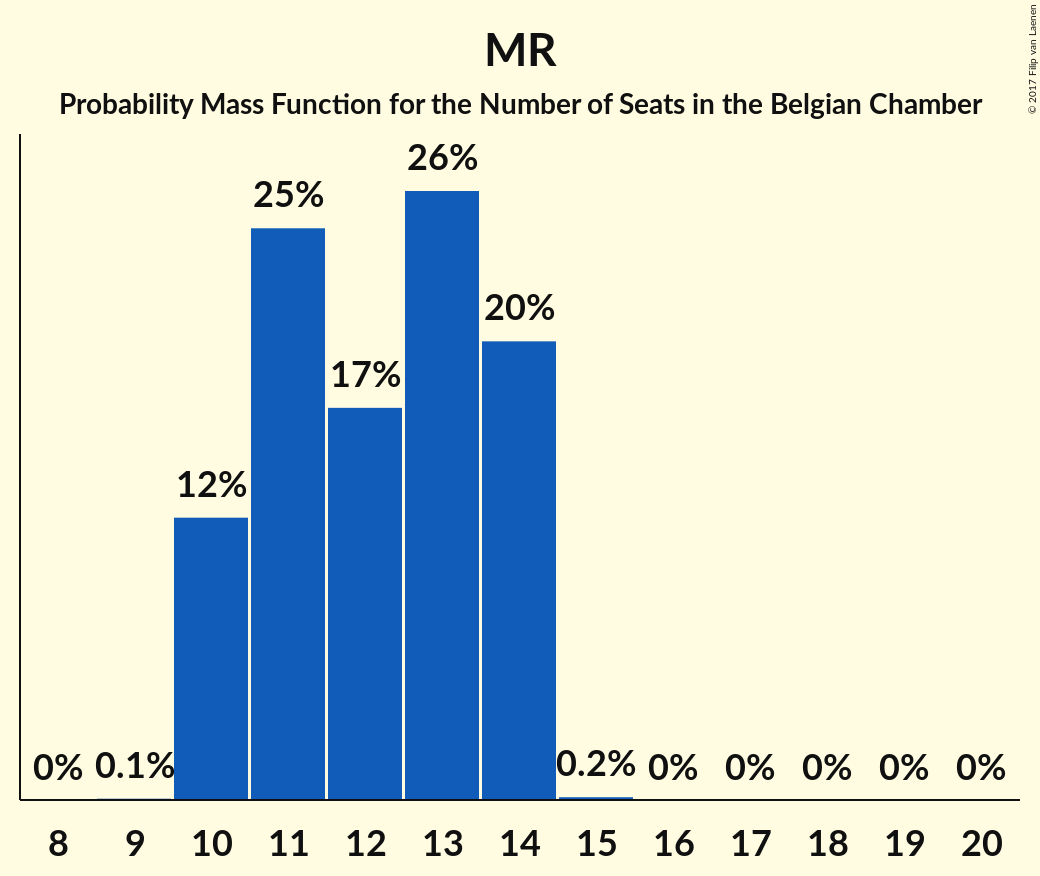 MR
Probability Mass Function for the Number of Seats in the Belgian Chamber
© 2017 Filip van Laenen
0% 0.1% 12% 25% 17% 26% 20% 0.2% 0% 0% 0% 0% 0%
8 9 10 11 12 13 14 15 16 17 18 19 20